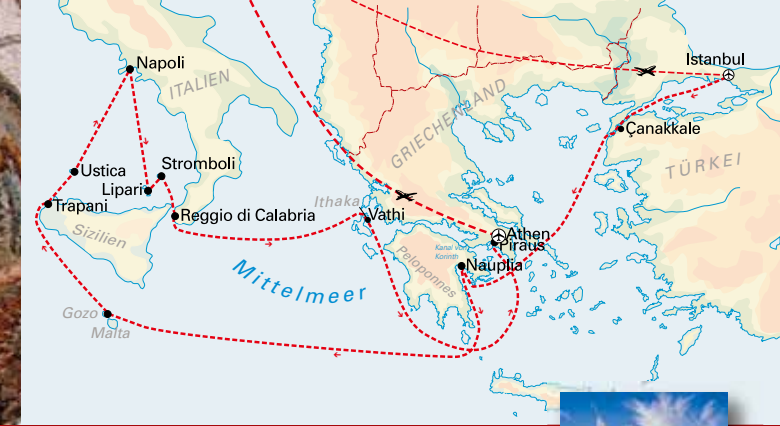 Napoli
ITALIEN
Istanbul
GRIECHENLAND
Çanakkale
TÜRKEI
Ustica
Stromboli
Lipari
Trapani
Reggio di Calabria
Ithaka
Vathi
Sizilien
Athen
Piräus
Kanal von
Korinth
Peloponnes
Nauplia
Mittelmeer
Gozo
Malta